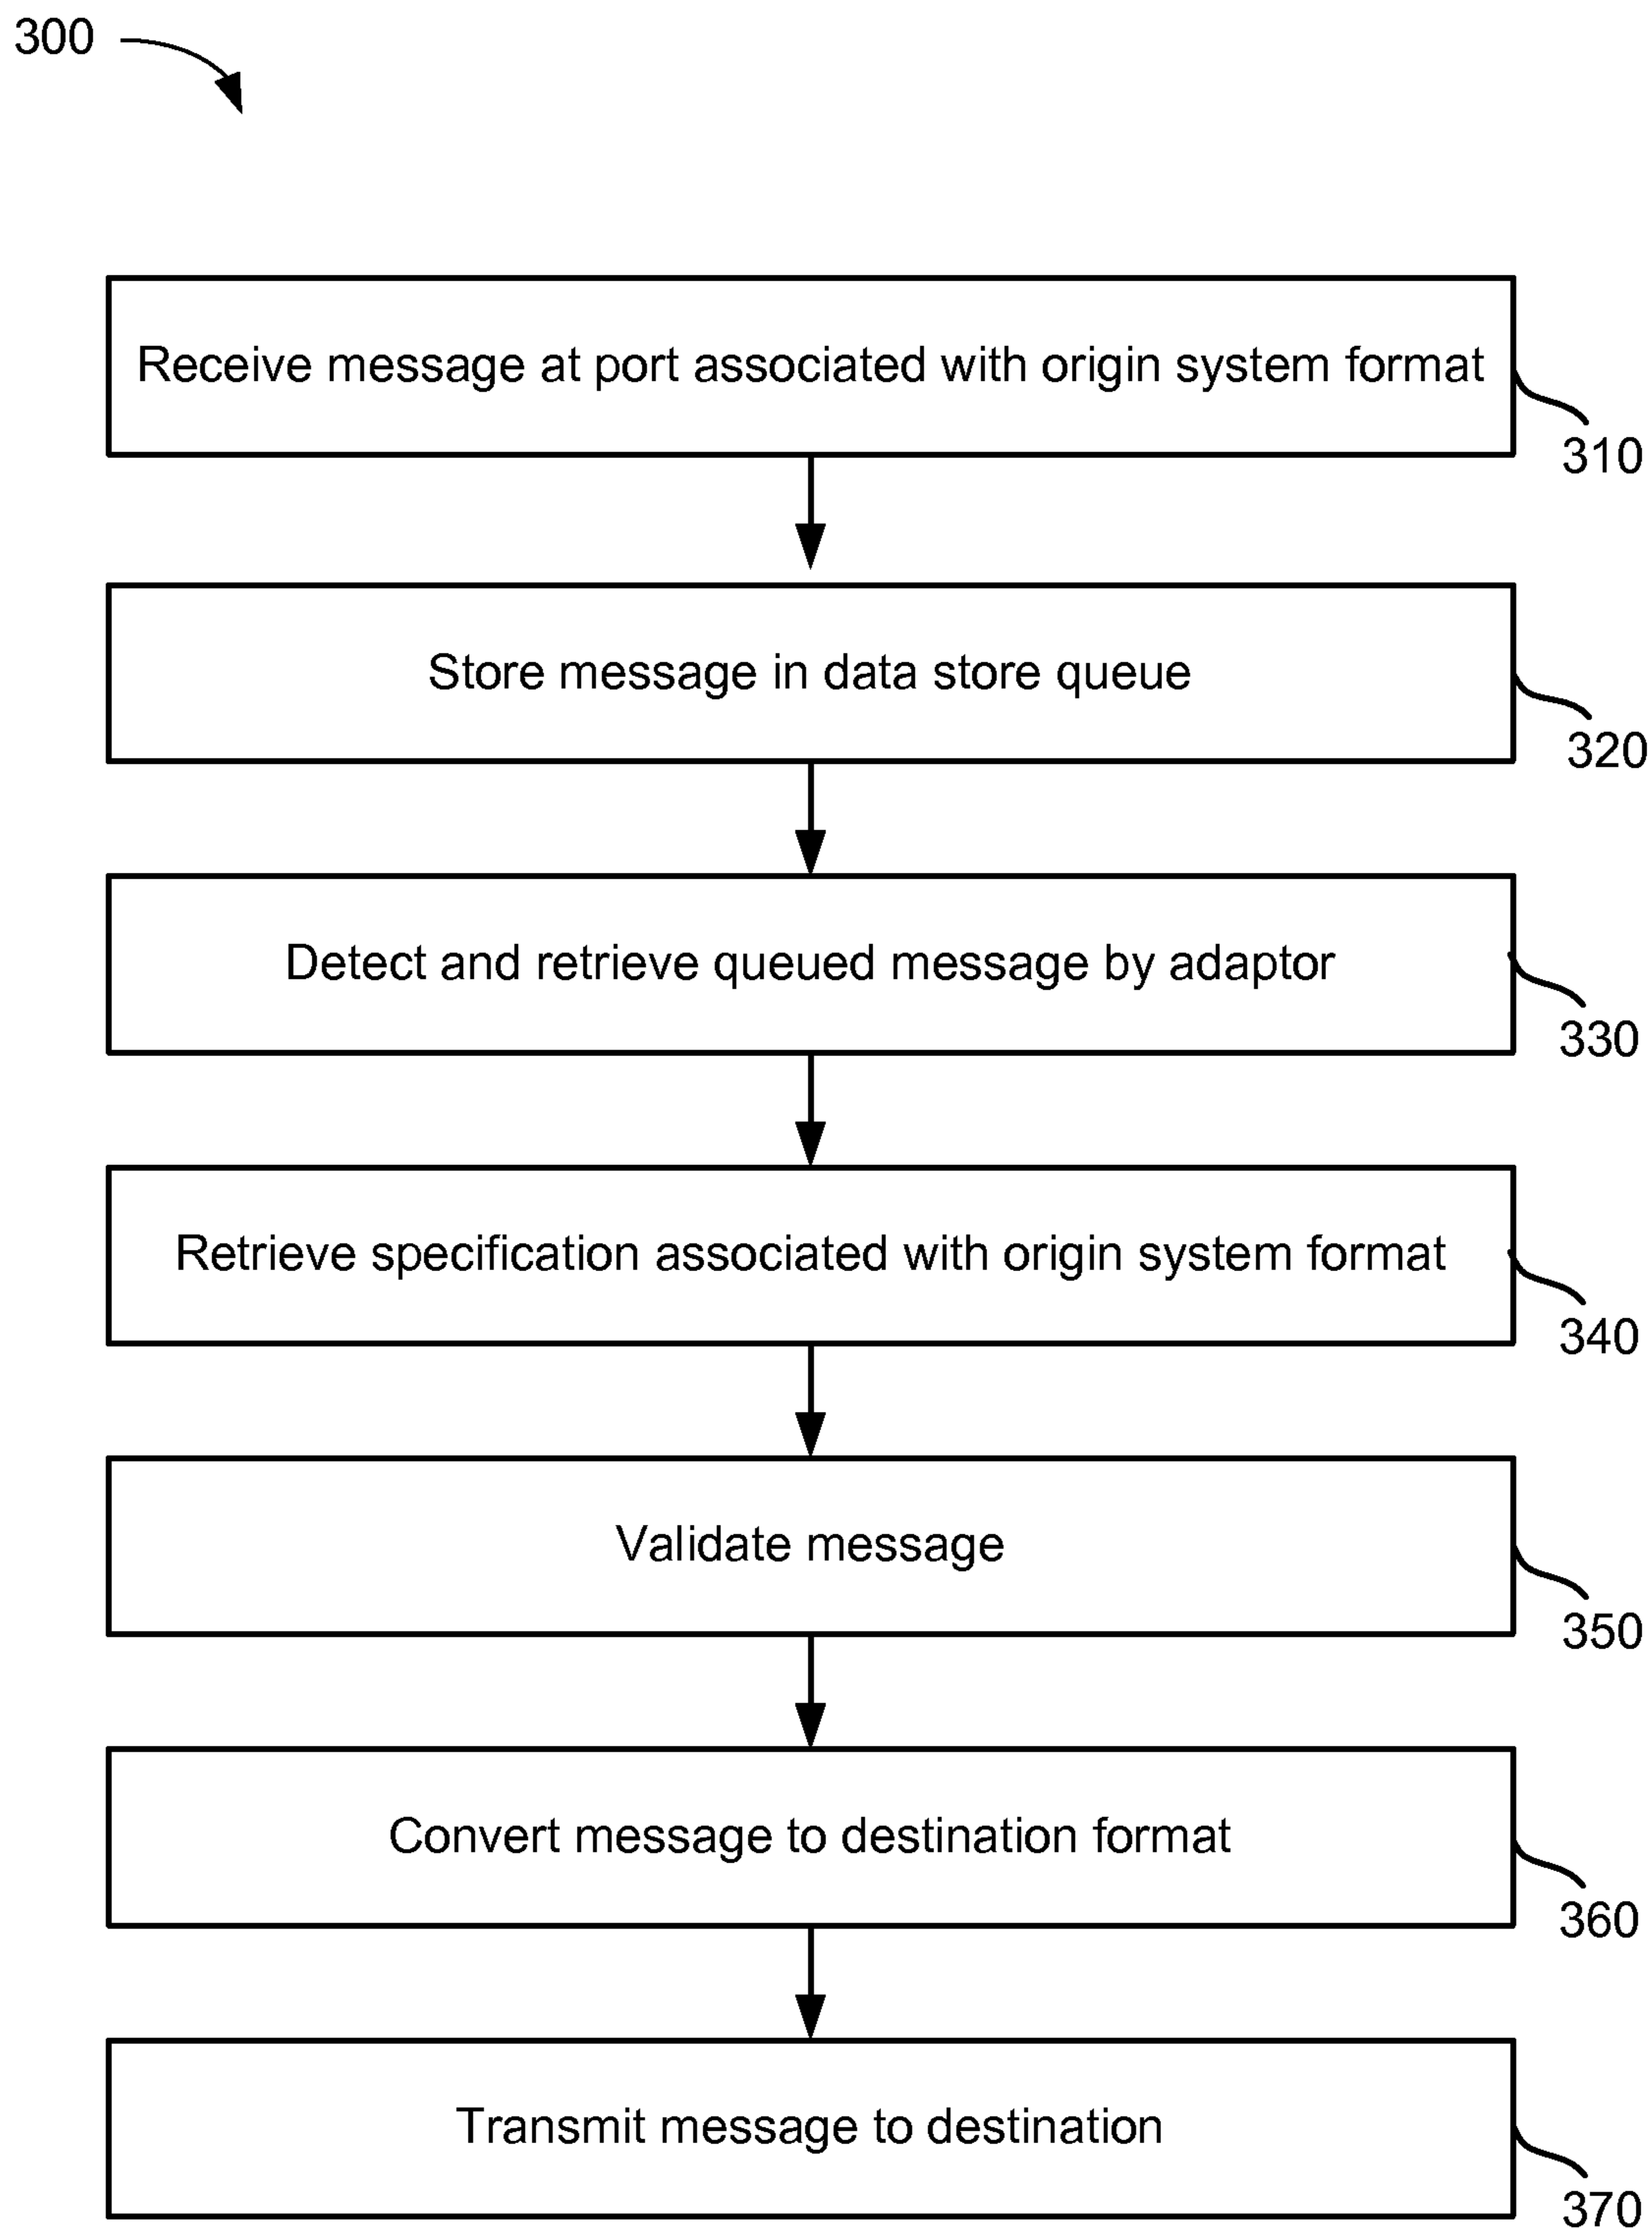 300
Receive message at port associated with origin system format
310
Store message in data store queue
320
Detect and retrieve queued message by adaptor
330
Retrieve specification associated with origin system format
340
Validate message
350
Convert message to destination format
360
Transmit message to destination
370